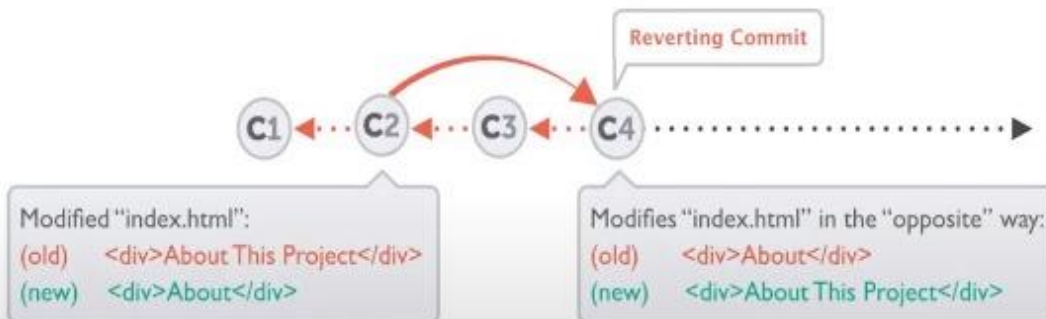 Reverting Commit
C1 C2 C3 C4
Modified “index.html”:
(old) <div>About This Project</div>
(new) <div>About</div>
Modifies “index.html” in the “opposite” way:
(old) <div>About</div>
(new) <div>About This Project</div>